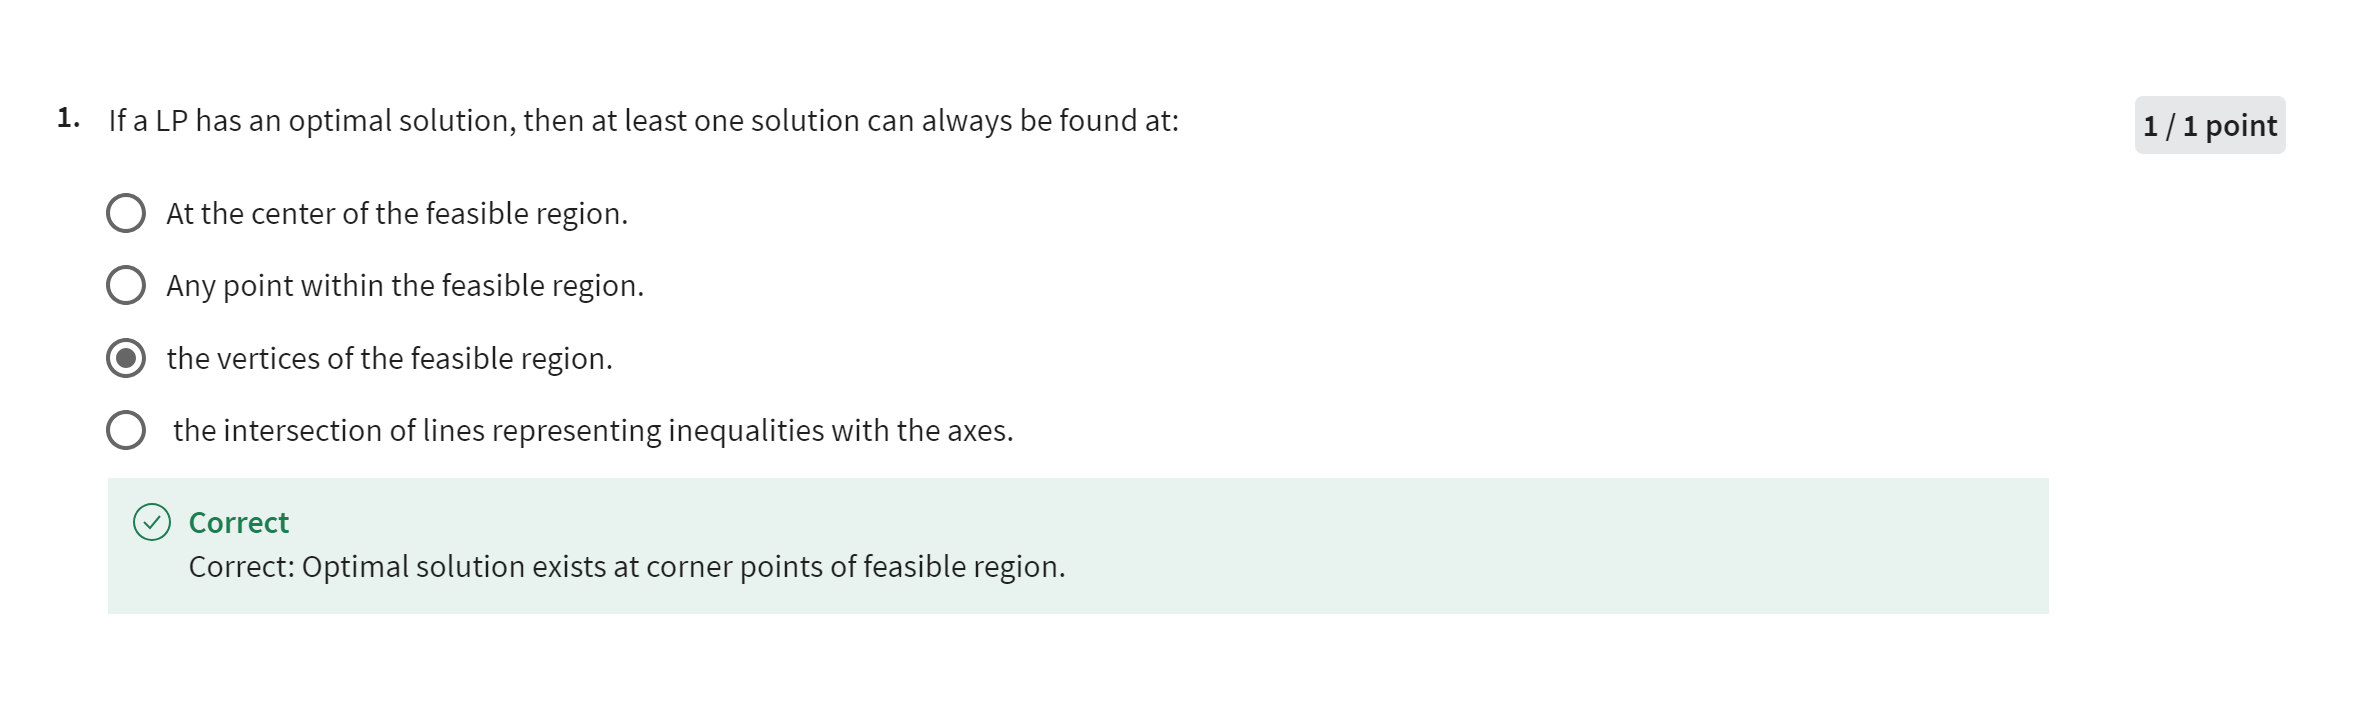 1. If a LP has an optimal solution, then at least one solution can always be found at:
1 / 1 point
At the center of the feasible region.
Any point within the feasible region.
the vertices of the feasible region.
the intersection of lines representing inequalities with the axes.
Correct
Correct: Optimal solution exists at corner points of feasible region.